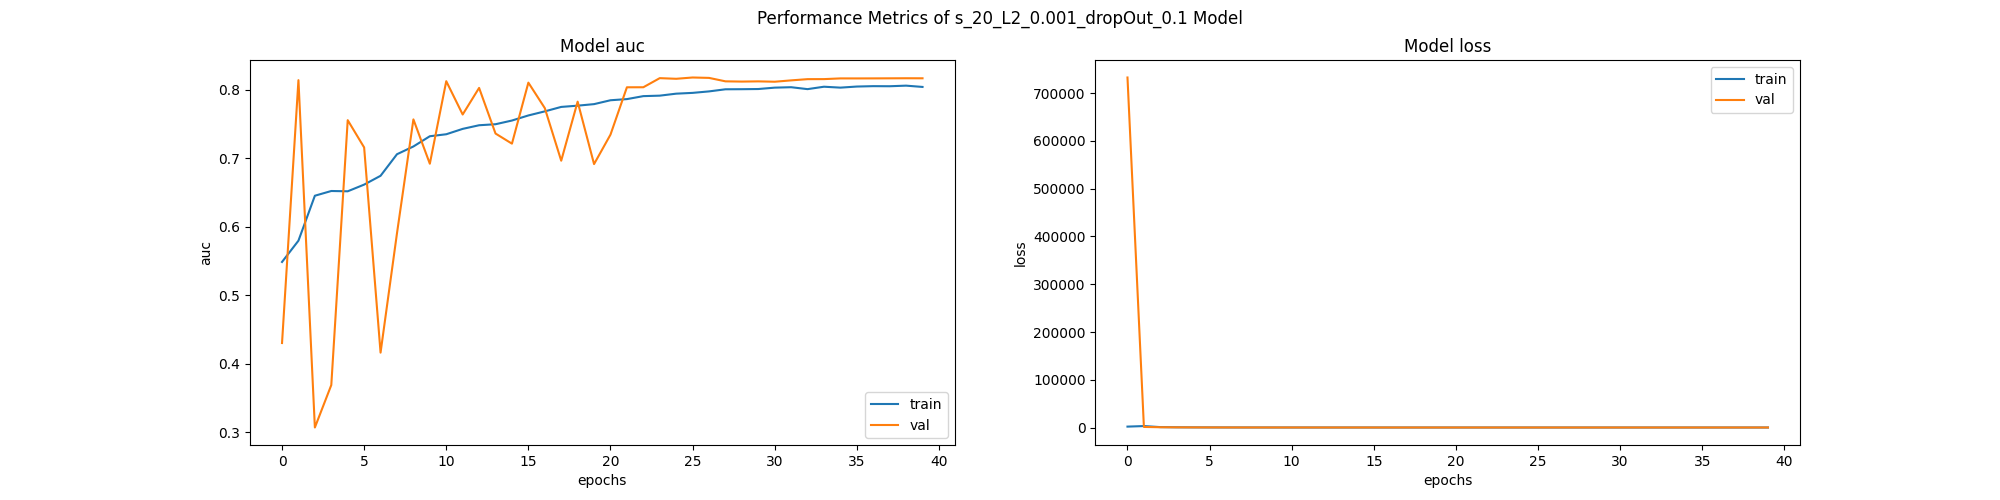 Performance Metrics of s_20_L2_0.001_dropOut_0.1 Model
Model auc
0.8
0.7
0.6
0.5
0.4
0.3
auc
0 5 10 15 20 25 30 35 40
epochs
train
val
Model loss
700000
600000
500000
400000
300000
200000
100000
0
loss
0 5 10 15 20 25 30 35 40
epochs
train
val